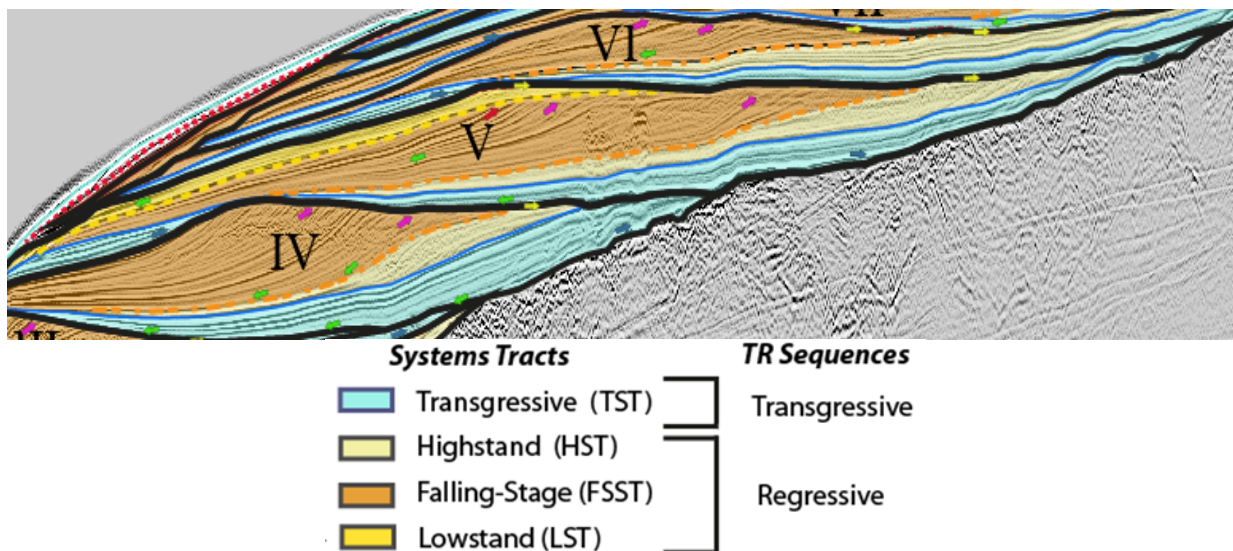 VI
V
IV
Systems Tracts TR Sequences
Transgressive (TST)
Transgressive
Highstand (HST)
Falling-Stage (FSST)
Regressive
Lowstand (LST)